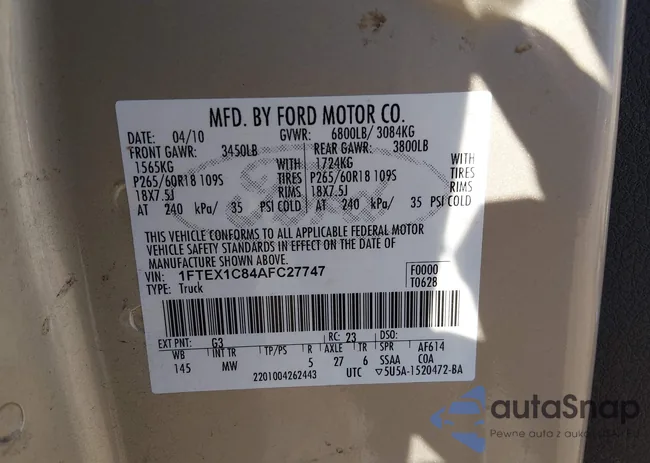 MFD. BY FORD MOTOR CO.
DATE: 04/10 GVWR: 6800LB/ 3084KG
FRONT GAWR: 3450LB REAR GAWR: 3800LB
1565KG WITH 1724KG WITH
P265/60R18 109S TIRES P265/60R18 109S TIRES
18X7.5J RIMS 18X7.5J RIMS
AT 240 kPa/ 35 PSI COLD AT 240 kPa/ 35 PSI COLD
Ford
THIS VEHICLE CONFORMS TO ALL APPLICABLE FEDERAL MOTOR
VEHICLE SAFETY STANDARDS IN EFFECT ON THE DATE OF
MANUFACTURE SHOWN ABOVE.
VIN: 1FTEX1C84AFC27747 F0000
TYPE: Truck T0628
EXT PNT: G3 RC: 23 DSO:
WB INT TR TP/PS R AXLE TR SPR AF614
145 MW 5 27 6 SSAA COA
2201004262443 UTC ▽5U5A-1520472-BA
autaSnap
Pewne auta z aukcji